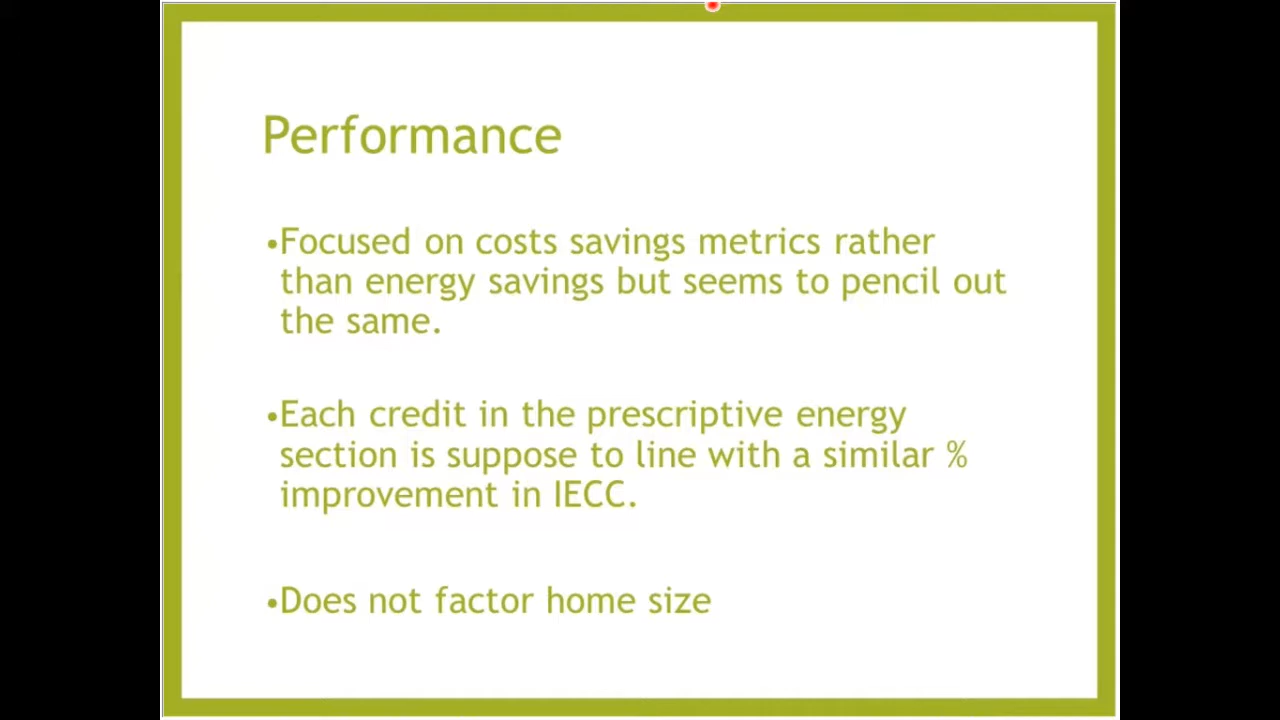 Performance
•Focused on costs savings metrics rather
than energy savings but seems to pencil out
the same.
•Each credit in the prescriptive energy
section is suppose to line with a similar %
improvement in IECC.
•Does not factor home size